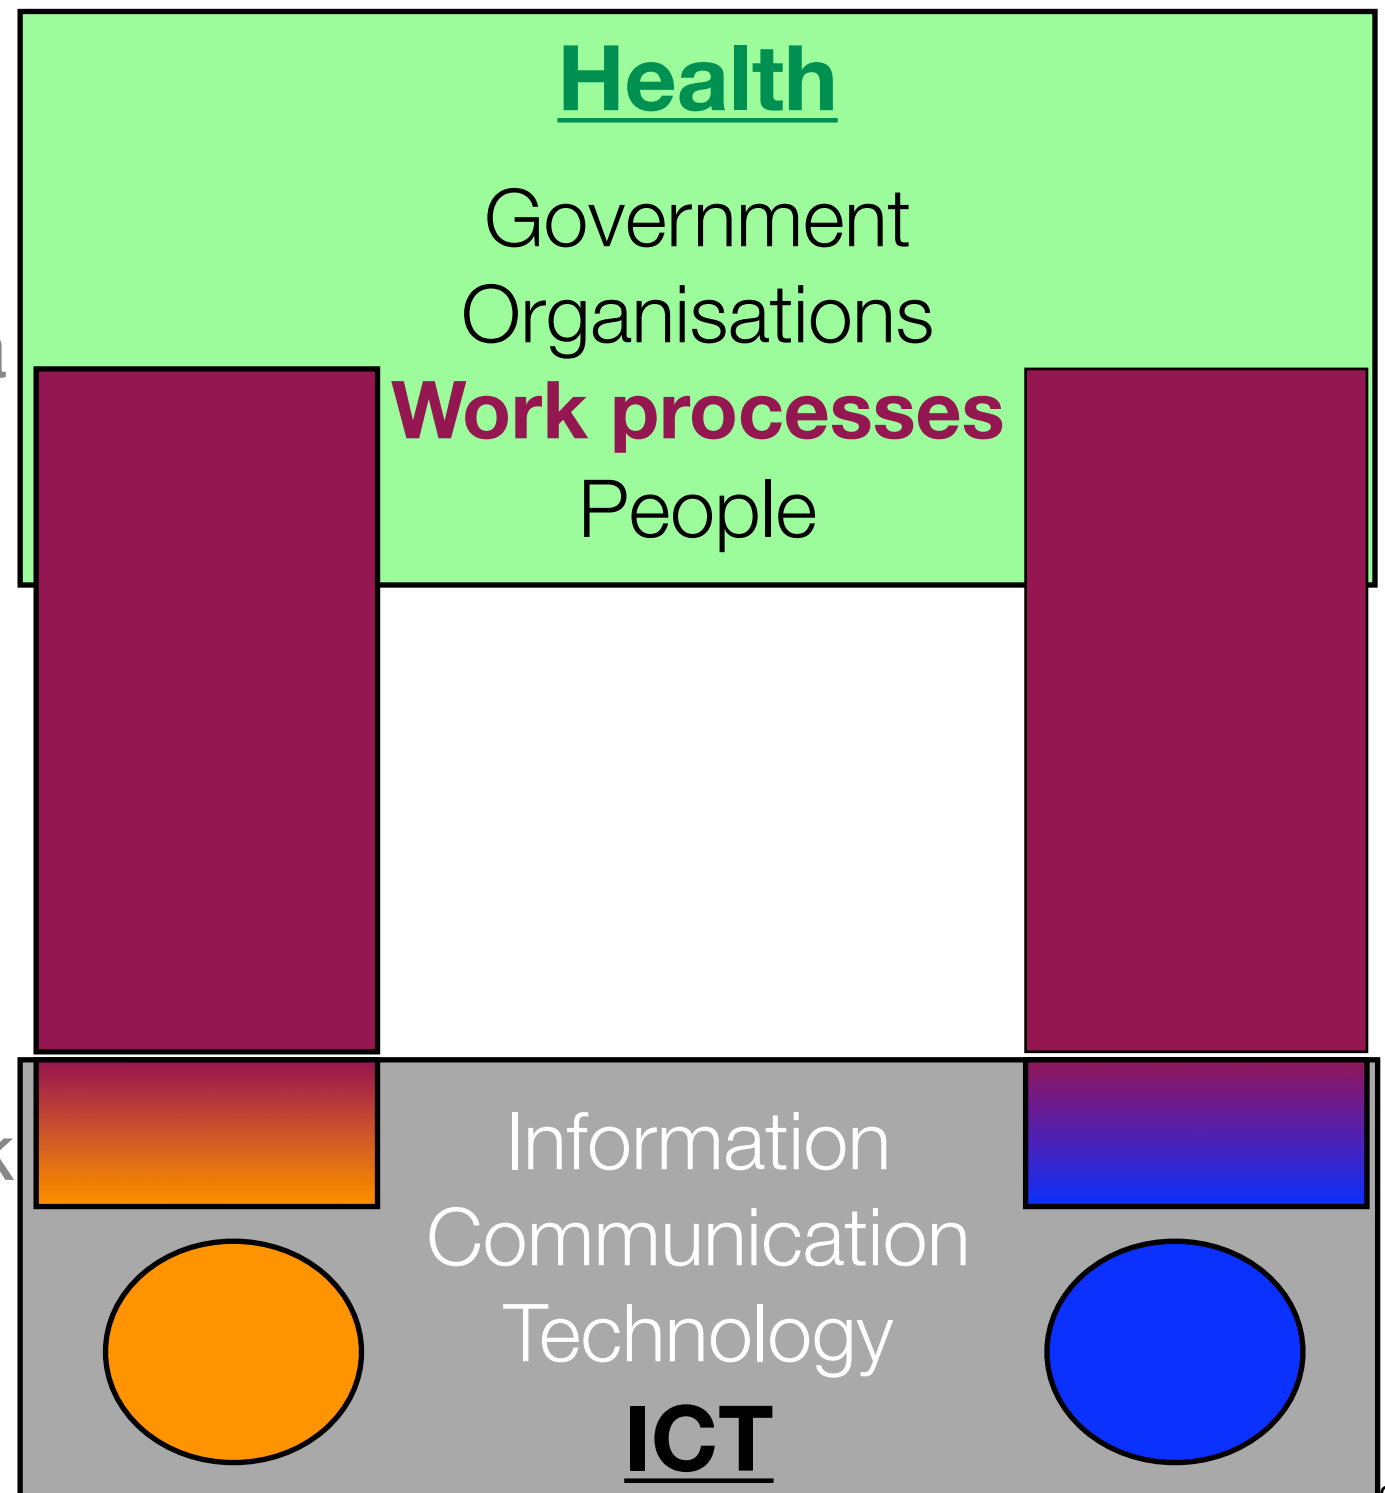 Health
Government
Organisations
Work processes
People
Information
Communication
Technology
ICT